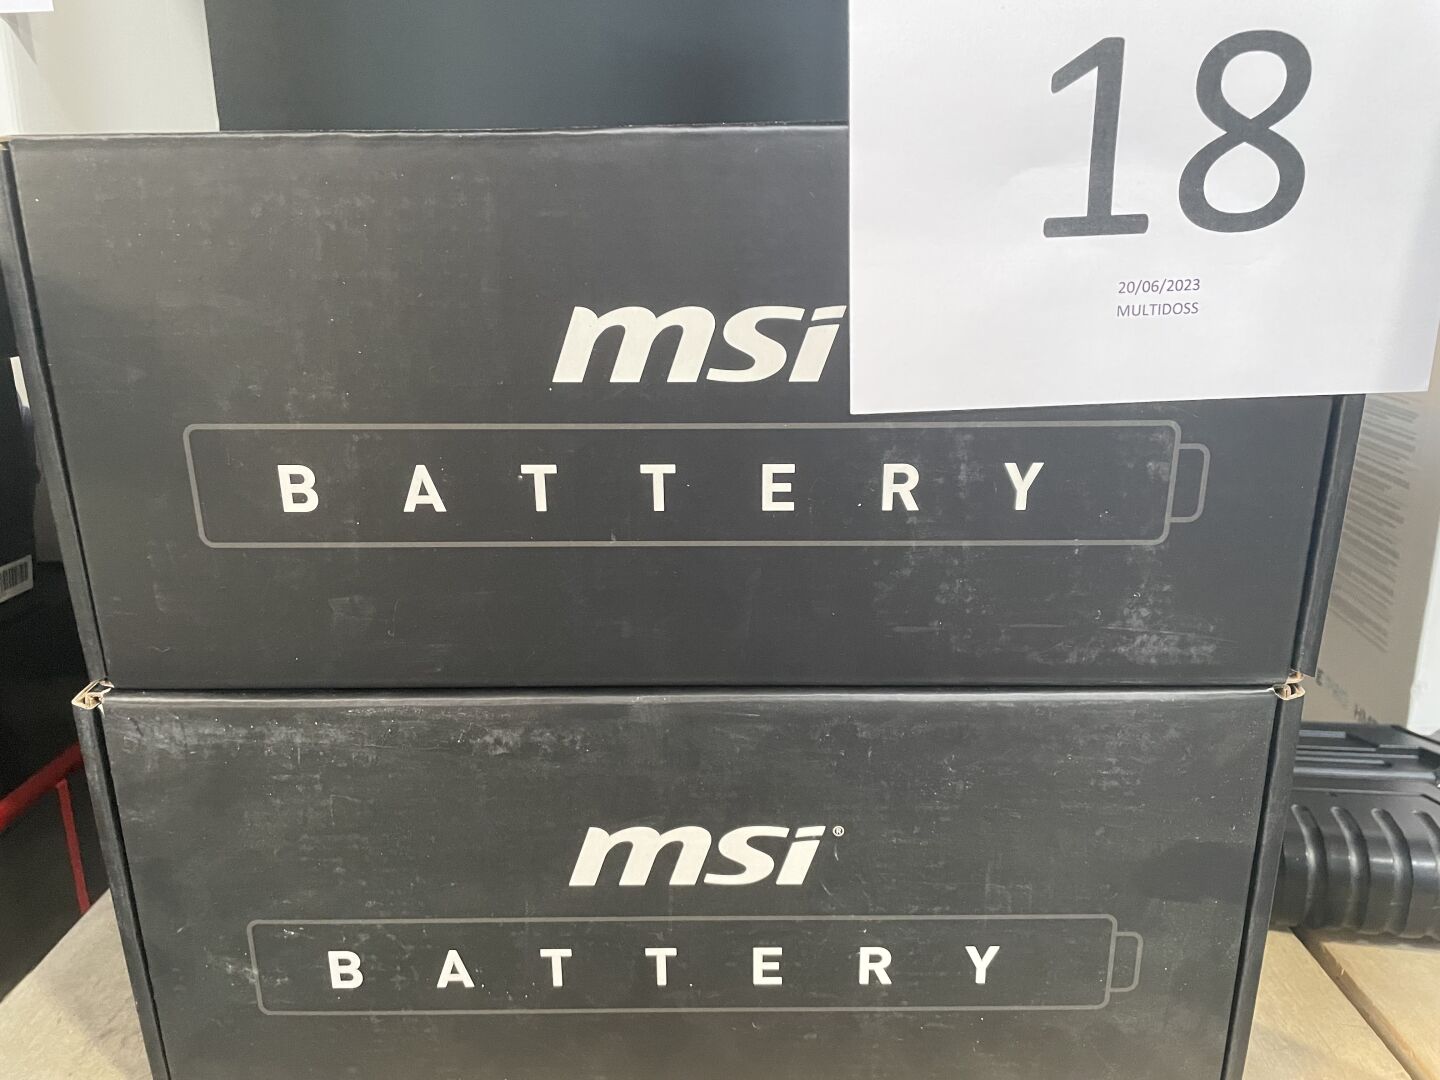 18
20/06/2023
MULTIDOSS
msi
BATTERY
msi®
BATTERY